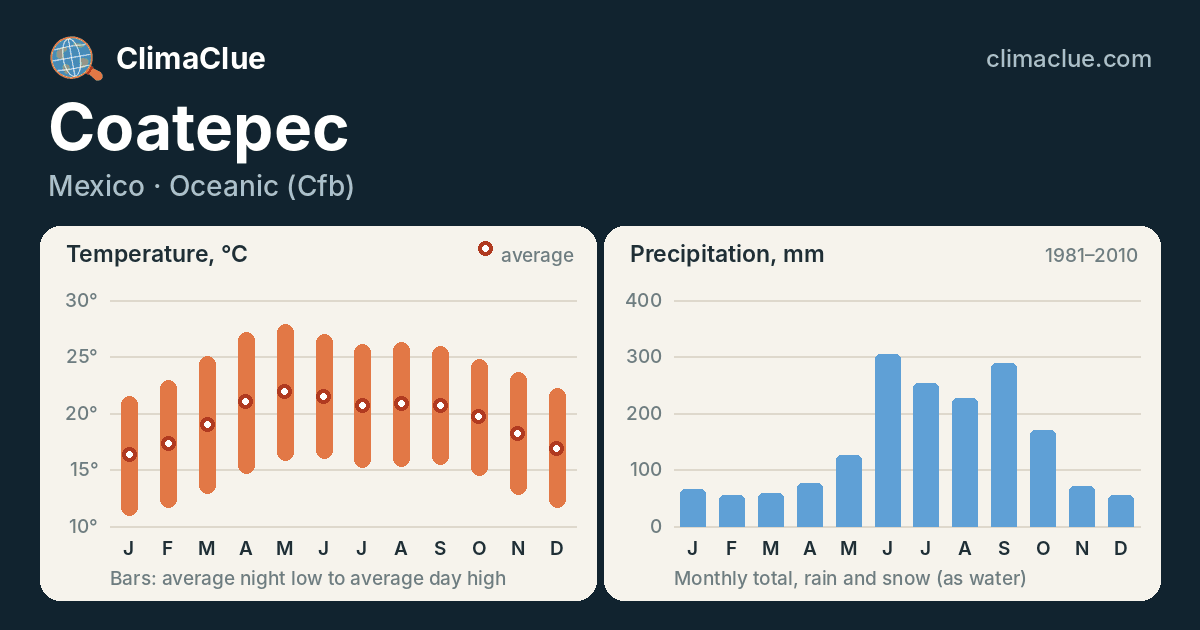 ClimaClue
climaclue.com
Coatepec
Mexico · Oceanic (Cfb)
Temperature, °C
average
30°
25°
20°
15°
10°
J F M A M J J A S O N D
Bars: average night low to average day high
Precipitation, mm
1981–2010
400
300
200
100
0
J F M A M J J A S O N D
Monthly total, rain and snow (as water)